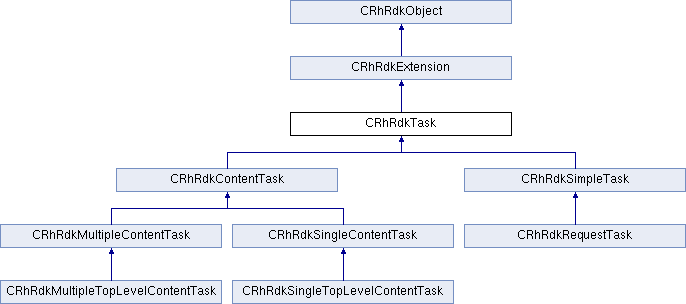 CRhRdkObject
CRhRdkExtension
CRhRdkTask
CRhRdkContentTask
CRhRdkSimpleTask
CRhRdkMultipleContentTask
CRhRdkSingleContentTask
CRhRdkRequestTask
CRhRdkMultipleTopLevelContentTask
CRhRdkSingleTopLevelContentTask